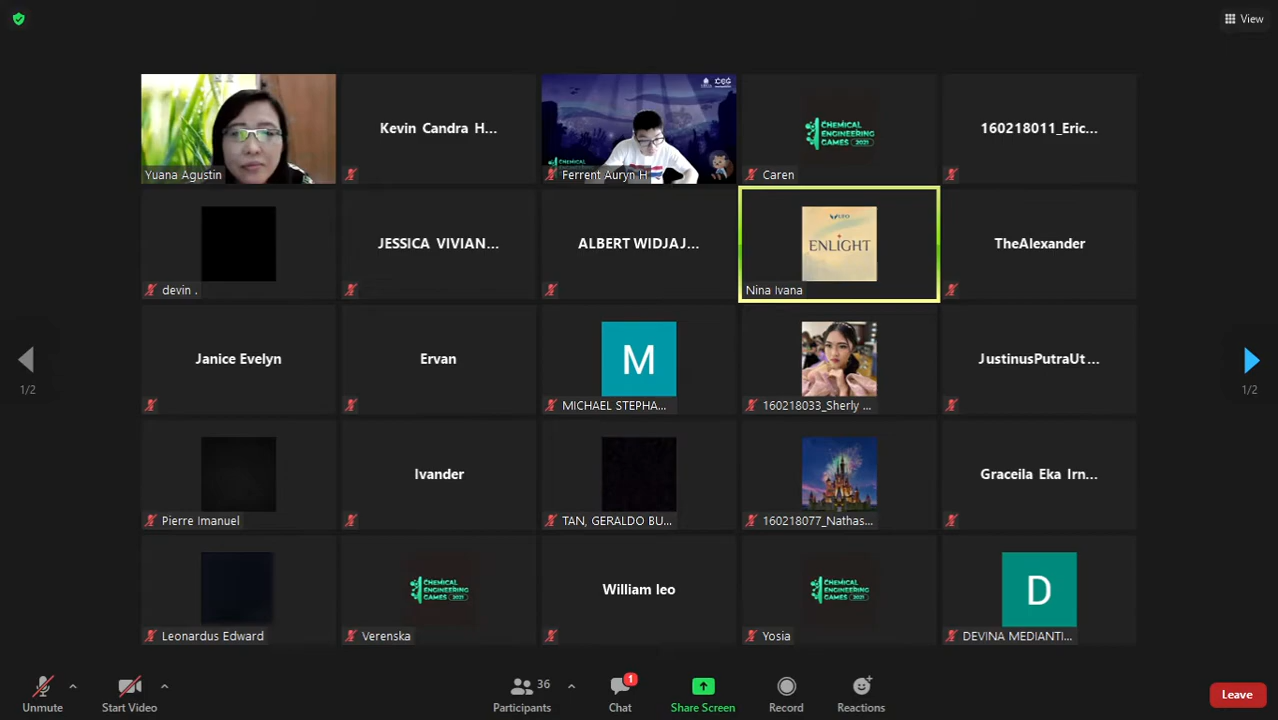 View
Yuana Agustin
Kevin Candra H...
Ferrent Auryn H
CHEMICAL
ENGINEERING
GAMES 2021
Caren
160218011_Eric...
devin .
JESSICA VIVIAN...
ALBERT WIDJAJ...
ENLIGHT
Nina Ivana
TheAlexander
Janice Evelyn
Ervan
M
MICHAEL STEPHA...
160218033_Sherly ...
JustinusPutraUt...
Pierre Imanuel
Ivander
TAN, GERALDO BU...
160218077_Nathas...
Graceila Eka Irn...
Leonardus Edward
CHEMICAL
ENGINEERING
GAMES 2021
Verenska
William leo
CHEMICAL
ENGINEERING
GAMES 2021
Yosia
D
DEVINA MEDIANTI...
1/2
1/2
Unmute
Start Video
36
Participants
1
Chat
Share Screen
Record
Reactions
Leave